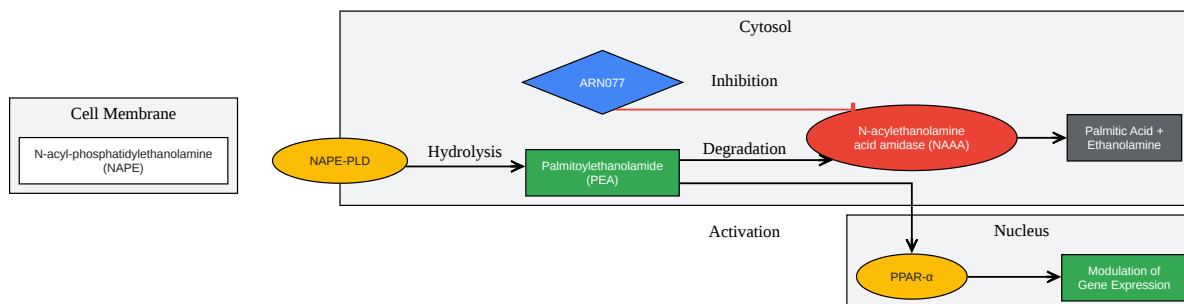 Cytosol
ARN077
Inhibition
Cell Membrane
N-acyl-phosphatidylethanolamine
(NAPE)
NAPE-PLD
Hydrolysis
Palmitoylethanolamide
(PEA)
Degradation
N-acylethanolamine
acid amidase (NAAA)
Palmitic Acid +
Ethanolamine
Activation
Nucleus
PPAR-α
Modulation of
Gene Expression